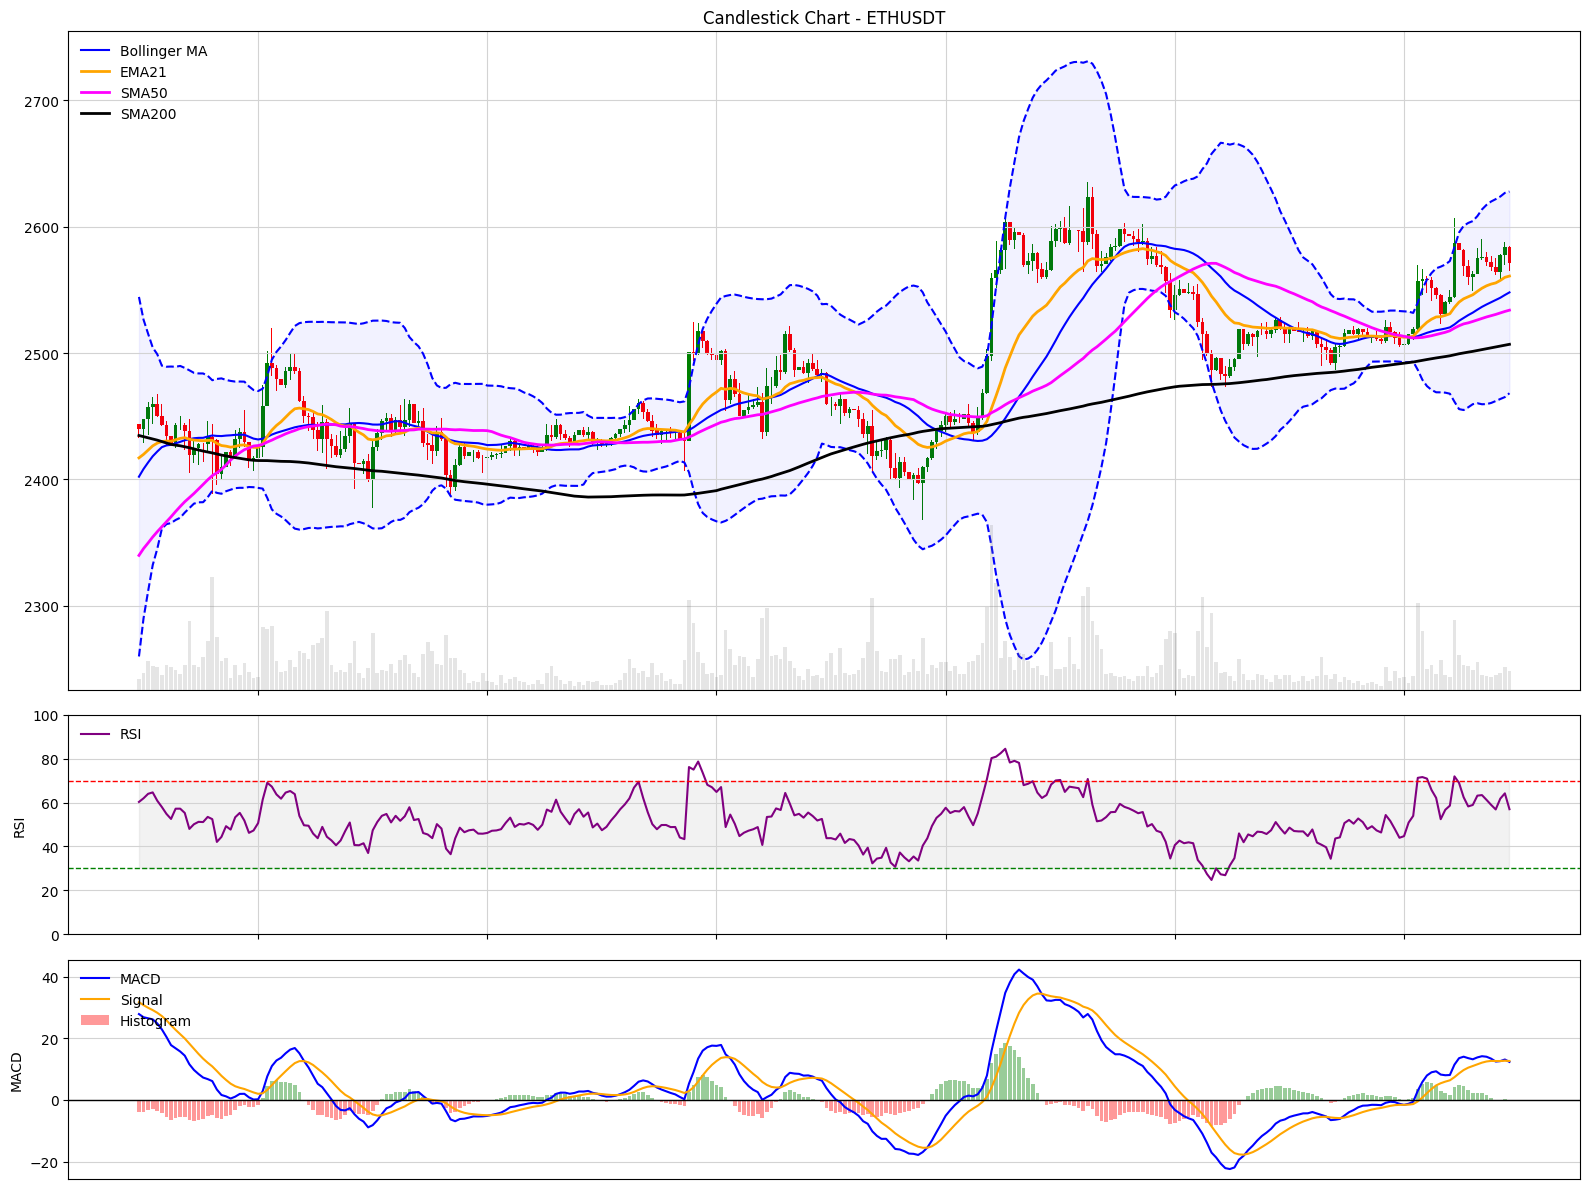 Candlestick Chart - ETHUSDT
Bollinger MA
EMA21
SMA50
SMA200
2700
2600
2500
2400
2300
RSI
100
80
60
40
20
0
RSI
MACD
Signal
Histogram
40
20
0
−20
MACD